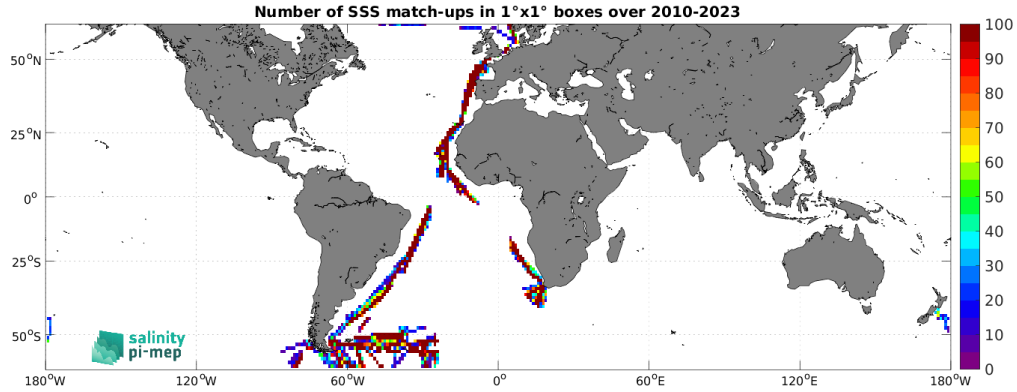 Number of SSS match-ups in 1°x1° boxes over 2010-2023
50°N
25°N
0°
25°S
50°S
180°W
120°W
60°W
0°
60°E
120°E
180°W
100
90
80
70
60
50
40
30
20
10
0
salinity
pi-mep